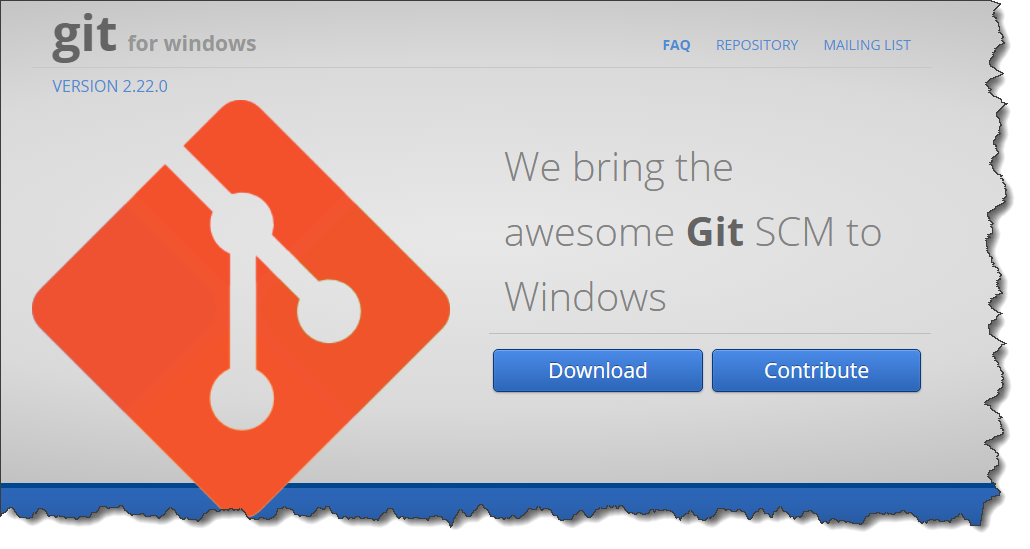 git for windows
FAQ REPOSITORY MAILING LIST
VERSION 2.22.0
We bring the
awesome Git SCM to
Windows
Download Contribute